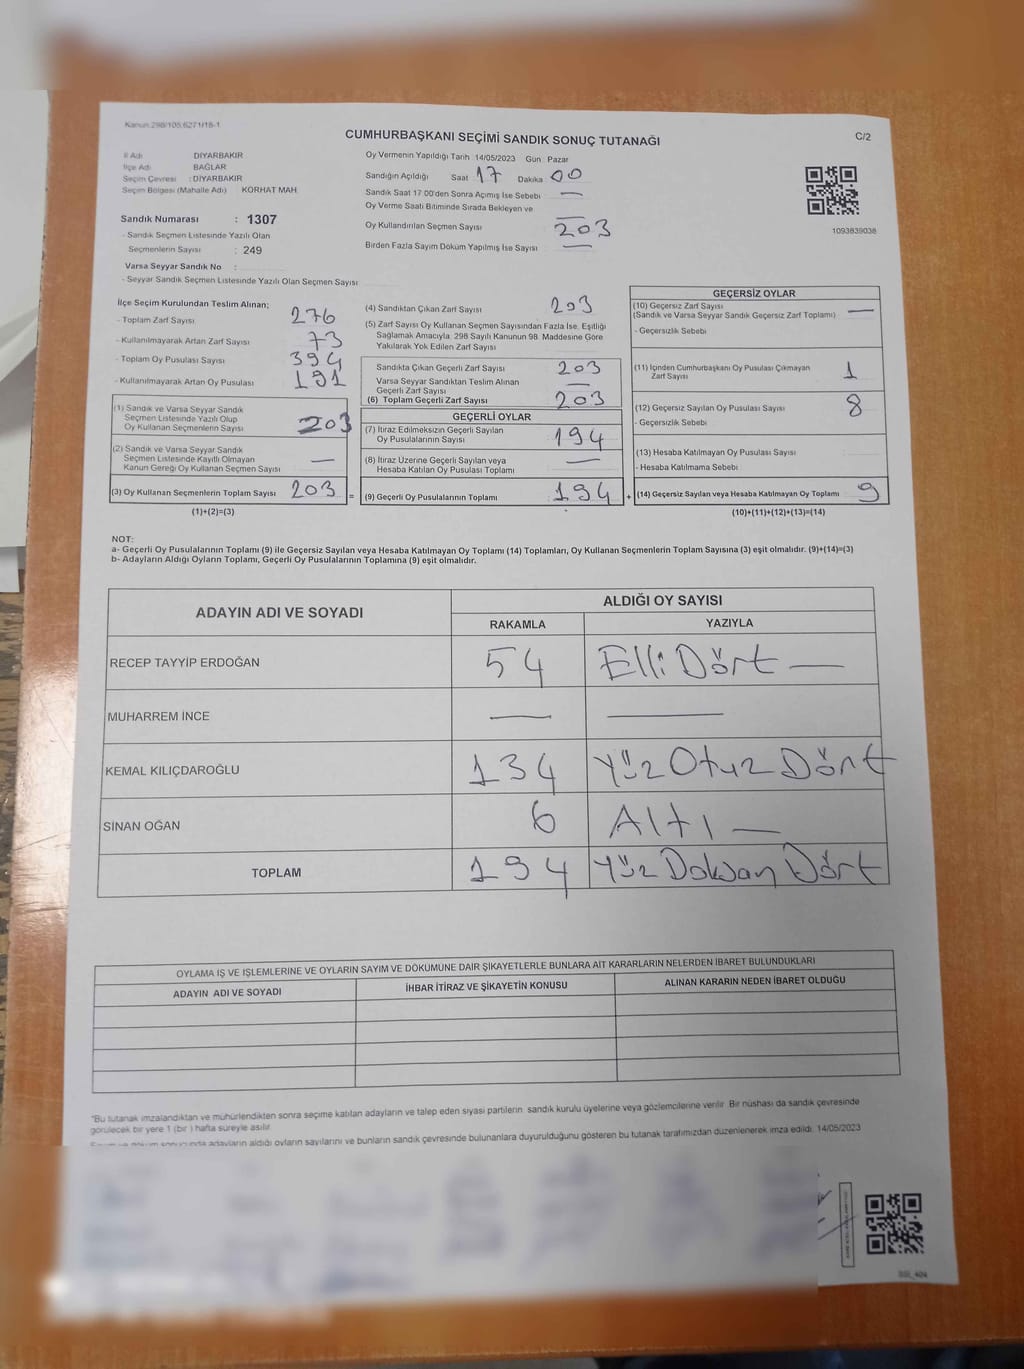 Kanun:298/105,6271/18-1
CUMHURBAŞKANI SEÇİMİ SANDIK SONUÇ TUTANAĞI
C/2
İl Adı DİYARBAKIR
İlçe Adı BAĞLAR
Seçim Çevresi : DİYARBAKIR
Seçim Bölgesi (Mahalle Adı) KORHAT MAH.
Sandık Numarası : 1307
- Sandık Seçmen Listesinde Yazılı Olan
Seçmenlerin Sayısı : 249
Varsa Seyyar Sandık No :
- Seyyar Sandık Seçmen Listesinde Yazılı Olan Seçmen Sayısı
Oy Vermenin Yapıldığı Tarih 14/05/2023 Gün : Pazar
Sandığın Açıldığı Saat 17 Dakika 00
Sandık Saat 17.00'den Sonra Açımış İse Sebebi —
Oy Verme Saati Bitiminde Sırada Bekleyen ve —
Oy Kullandırılan Seçmen Sayısı 203
Birden Fazla Sayım Döküm Yapılmış İse Sayısı —
1093839038
İlçe Seçim Kurulundan Teslim Alınan;
- Toplam Zarf Sayısı 276
- Kullanılmayarak Artan Zarf Sayısı 73
- Toplam Oy Pusulası Sayısı 394
- Kullanılmayarak Artan Oy Pusulası 191
(1) Sandık ve Varsa Seyyar Sandık
Seçmen Listesinde Yazılı Olup
Oy Kullanan Seçmenlerin Sayısı 203
(2) Sandık ve Varsa Seyyar Sandık
Seçmen Listesinde Kayıtlı Olmayan
Kanun Gereği Oy Kullanan Seçmen Sayısı —
(3) Oy Kullanan Seçmenlerin Toplam Sayısı 203 =
(1)+(2)=(3)
(4) Sandıktan Çıkan Zarf Sayısı 203
(5) Zarf Sayısı Oy Kullanan Seçmen Sayısından Fazla İse, Eşitliği
Sağlamak Amacıyla, 298 Sayılı Kanunun 98. Maddesine Göre
Yakılarak Yok Edilen Zarf Sayısı
Sandıkta Çıkan Geçerli Zarf Sayısı 203
Varsa Seyyar Sandıktan Teslim Alınan
Geçerli Zarf Sayısı —
(6) Toplam Geçerli Zarf Sayısı 203
GEÇERLİ OYLAR
(7) İtiraz Edilmeksizin Geçerli Sayılan
Oy Pusulalarının Sayısı 194
(8) İtiraz Üzerine Geçerli Sayılan veya
Hesaba Katılan Oy Pusulası Toplamı —
(9) Geçerli Oy Pusulalarının Toplamı 194 +
GEÇERSİZ OYLAR
(10) Geçersiz Zarf Sayısı
(Sandık ve Varsa Seyyar Sandık Geçersiz Zarf Toplamı) —
- Geçersizlik Sebebi
(11) İçinden Cumhurbaşkanı Oy Pusulası Çıkmayan
Zarf Sayısı 1
(12) Geçersiz Sayılan Oy Pusulası Sayısı 8
- Geçersizlik Sebebi
(13) Hesaba Katılmayan Oy Pusulası Sayısı
- Hesaba Katılmama Sebebi
(14) Geçersiz Sayılan veya Hesaba Katılmayan Oy Toplamı 9
(10)+(11)+(12)+(13)=(14)
NOT:
a- Geçerli Oy Pusulalarının Toplamı (9) ile Geçersiz Sayılan veya Hesaba Katılmayan Oy Toplamı (14) Toplamları, Oy Kullanan Seçmenlerin Toplam Sayısına (3) eşit olmalıdır. (9)+(14)=(3)
b- Adayların Aldığı Oyların Toplamı, Geçerli Oy Pusulalarının Toplamına (9) eşit olmalıdır.
ADAYIN ADI VE SOYADI ALDIĞI OY SAYISI
RAKAMLA YAZIYLA
RECEP TAYYİP ERDOĞAN 54 Elli Dört —
MUHARREM İNCE — —
KEMAL KILIÇDAROĞLU 134 Yüz Otuz Dört
SİNAN OĞAN 6 Altı —
TOPLAM 194 Yüz Doksan Dört
OYLAMA İŞ VE İŞLEMLERİNE VE OYLARIN SAYIM VE DÖKÜMÜNE DAİR ŞİKAYETLERLE BUNLARA AİT KARARLARIN NELERDEN İBARET BULUNDUKLARI
ADAYIN ADI VE SOYADI İHBAR İTİRAZ VE ŞİKAYETİN KONUSU ALINAN KARARIN NEDEN İBARET OLDUĞU
"Bu tutanak imzalandıktan ve mühürlendikten sonra seçime katılan adayların ve talep eden siyasi partilerin sandık kurulu üyelerine veya gözlemcilerine verilir. Bir nüshası da sandık çevresinde
görülecek bir yere 1 (bir) hafta süreyle asılır.
adayların aldığı oyların sayılarını ve bunların sandık çevresinde bulunanlara duyurulduğunu gösteren bu tutanak tarafımızdan düzenlenerek imza edildi. 14/05/2023